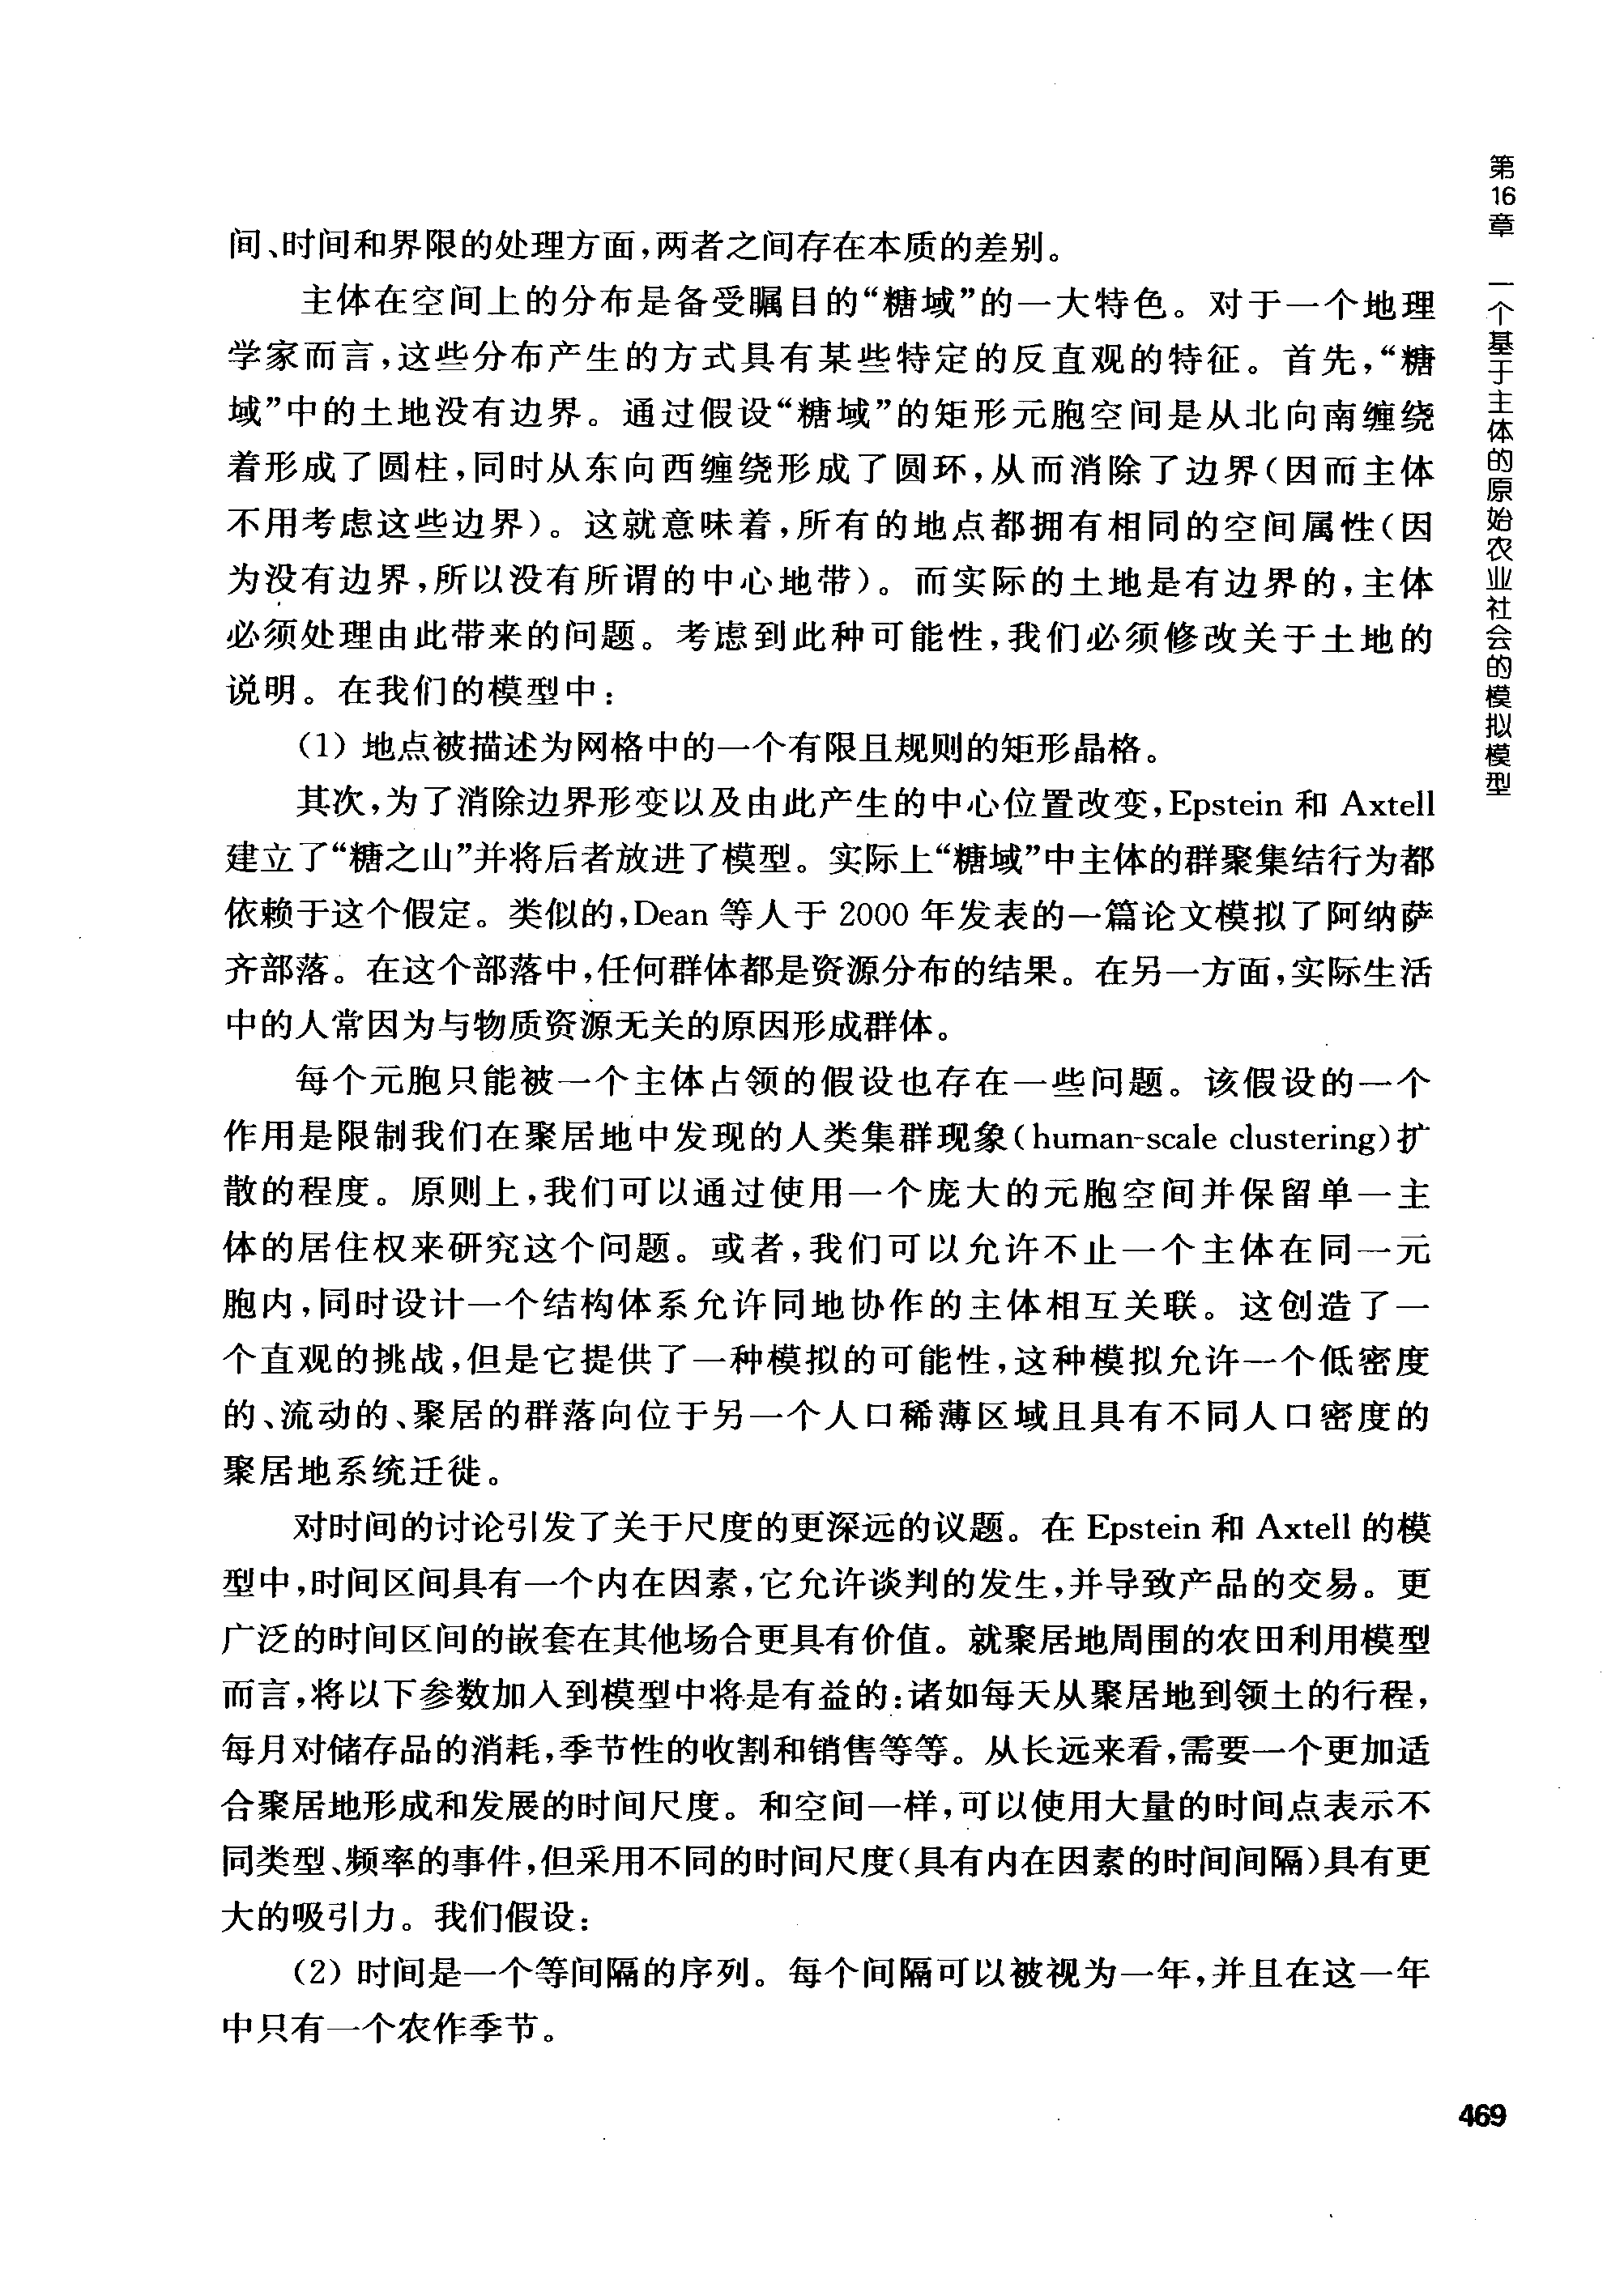 第16章 一个基于主体的原始农业社会的模拟模型
间、时间和界限的处理方面,两者之间存在本质的差别。
主体在空间上的分布是备受瞩目的“糖域”的一大特色。对于一个地理
学家而言,这些分布产生的方式具有某些特定的反直观的特征。首先,“糖
域”中的土地没有边界。通过假设“糖域”的矩形元胞空间是从北向南缠绕
着形成了圆柱,同时从东向西缠绕形成了圆环,从而消除了边界(因而主体
不用考虑这些边界)。这就意味着,所有的地点都拥有相同的空间属性(因
为没有边界,所以没有所谓的中心地带)。而实际的土地是有边界的,主体
必须处理由此带来的问题。考虑到此种可能性,我们必须修改关于土地的
说明。在我们的模型中:
(1) 地点被描述为网格中的一个有限且规则的矩形晶格。
其次,为了消除边界形变以及由此产生的中心位置改变,Epstein 和 Axtell
建立了“糖之山”并将后者放进了模型。实际上“糖域”中主体的群聚集结行为都
依赖于这个假定。类似的,Dean 等人于 2000 年发表的一篇论文模拟了阿纳萨
齐部落。在这个部落中,任何群体都是资源分布的结果。在另一方面,实际生活
中的人常因为与物质资源无关的原因形成群体。
每个元胞只能被一个主体占领的假设也存在一些问题。该假设的一个
作用是限制我们在聚居地中发现的人类集群现象(human-scale clustering)扩
散的程度。原则上,我们可以通过使用一个庞大的元胞空间并保留单一主
体的居住权来研究这个问题。或者,我们可以允许不止一个主体在同一元
胞内,同时设计一个结构体系允许同地协作的主体相互关联。这创造了一
个直观的挑战,但是它提供了一种模拟的可能性,这种模拟允许一个低密度
的、流动的、聚居的群落向位于另一个人口稀薄区域且具有不同人口密度的
聚居地系统迁徙。
对时间的讨论引发了关于尺度的更深远的议题。在 Epstein 和 Axtell 的模
型中,时间区间具有一个内在因素,它允许谈判的发生,并导致产品的交易。更
广泛的时间区间的嵌套在其他场合更具有价值。就聚居地周围的农田利用模型
而言,将以下参数加入到模型中将是有益的:诸如每天从聚居地到领土的行程,
每月对储存品的消耗,季节性的收割和销售等等。从长远来看,需要一个更加适
合聚居地形成和发展的时间尺度。和空间一样,可以使用大量的时间点表示不
同类型、频率的事件,但采用不同的时间尺度(具有内在因素的时间间隔)具有更
大的吸引力。我们假设:
(2) 时间是一个等间隔的序列。每个间隔可以被视为一年,并且在这一年
中只有一个农作季节。
469